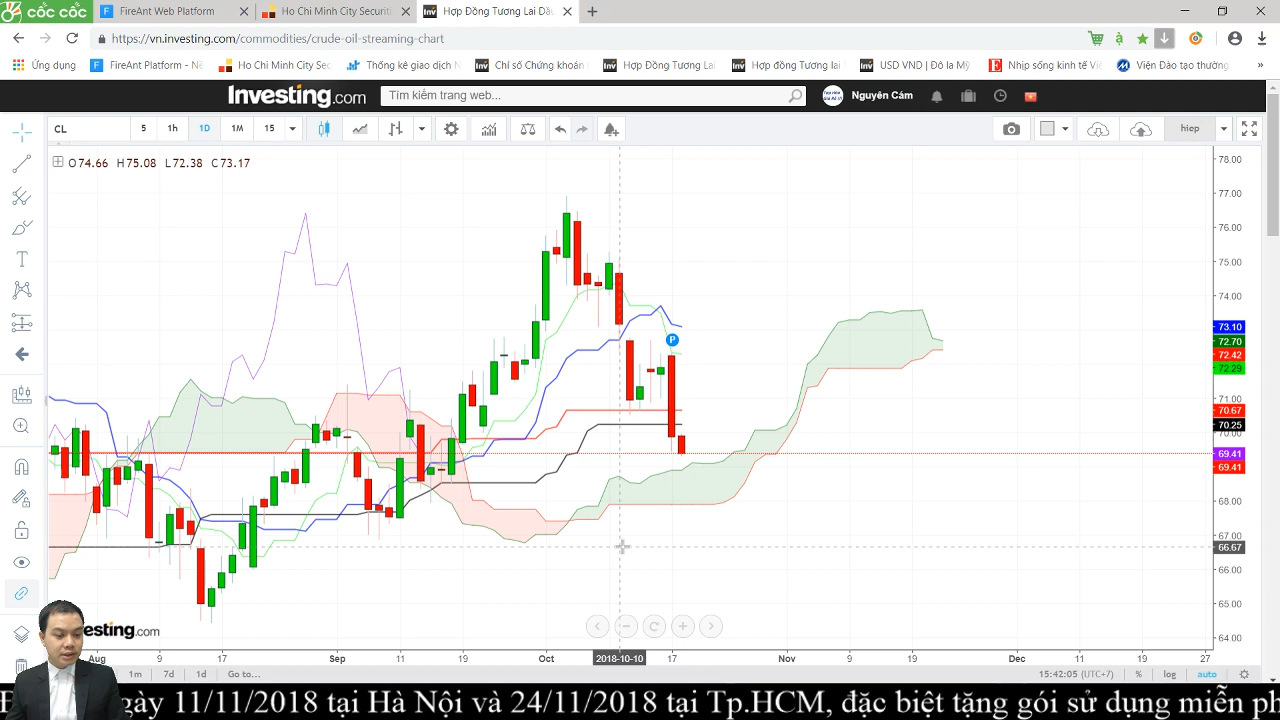 cốc cốc
FireAnt Web Platform
Ho Chi Minh City Securiti
Hợp Đồng Tương Lai Dầu
https://vn.investing.com/commodities/crude-oil-streaming-chart
Ứng dụng
FireAnt Platform - Nề
Ho Chi Minh City Sec
Thống kê giao dịch N
Chỉ số Chứng khoán
Hợp Đồng Tương Lai
Hợp đồng tương lai
USD VND | Đô la Mỹ
Nhịp sống kinh tế Việ
Viện Đào tạo thường
»
Investing.com
Tìm kiếm trang web...
Nguyên Cám
CL
5
1h
1D
1M
15
hiep
O74.66 H75.08 L72.38 C73.17
P
78.00
77.00
76.00
75.00
74.00
73.10
72.70
72.42
72.29
71.00
70.67
70.25
70.00
69.41
69.41
68.00
67.00
66.67
66.00
65.00
64.00
Investing.com
Aug
9
17
Sep
11
19
Oct
2018-10-10
17
Nov
9
19
Dec
11
19
27
1m
7d
1d
Go to...
15:42:05 (UTC+7)
%
log
auto
gày 11/11/2018 tại Hà Nội và 24/11/2018 tại Tp.HCM, đặc biệt tặng gói sử dụng miễn ph